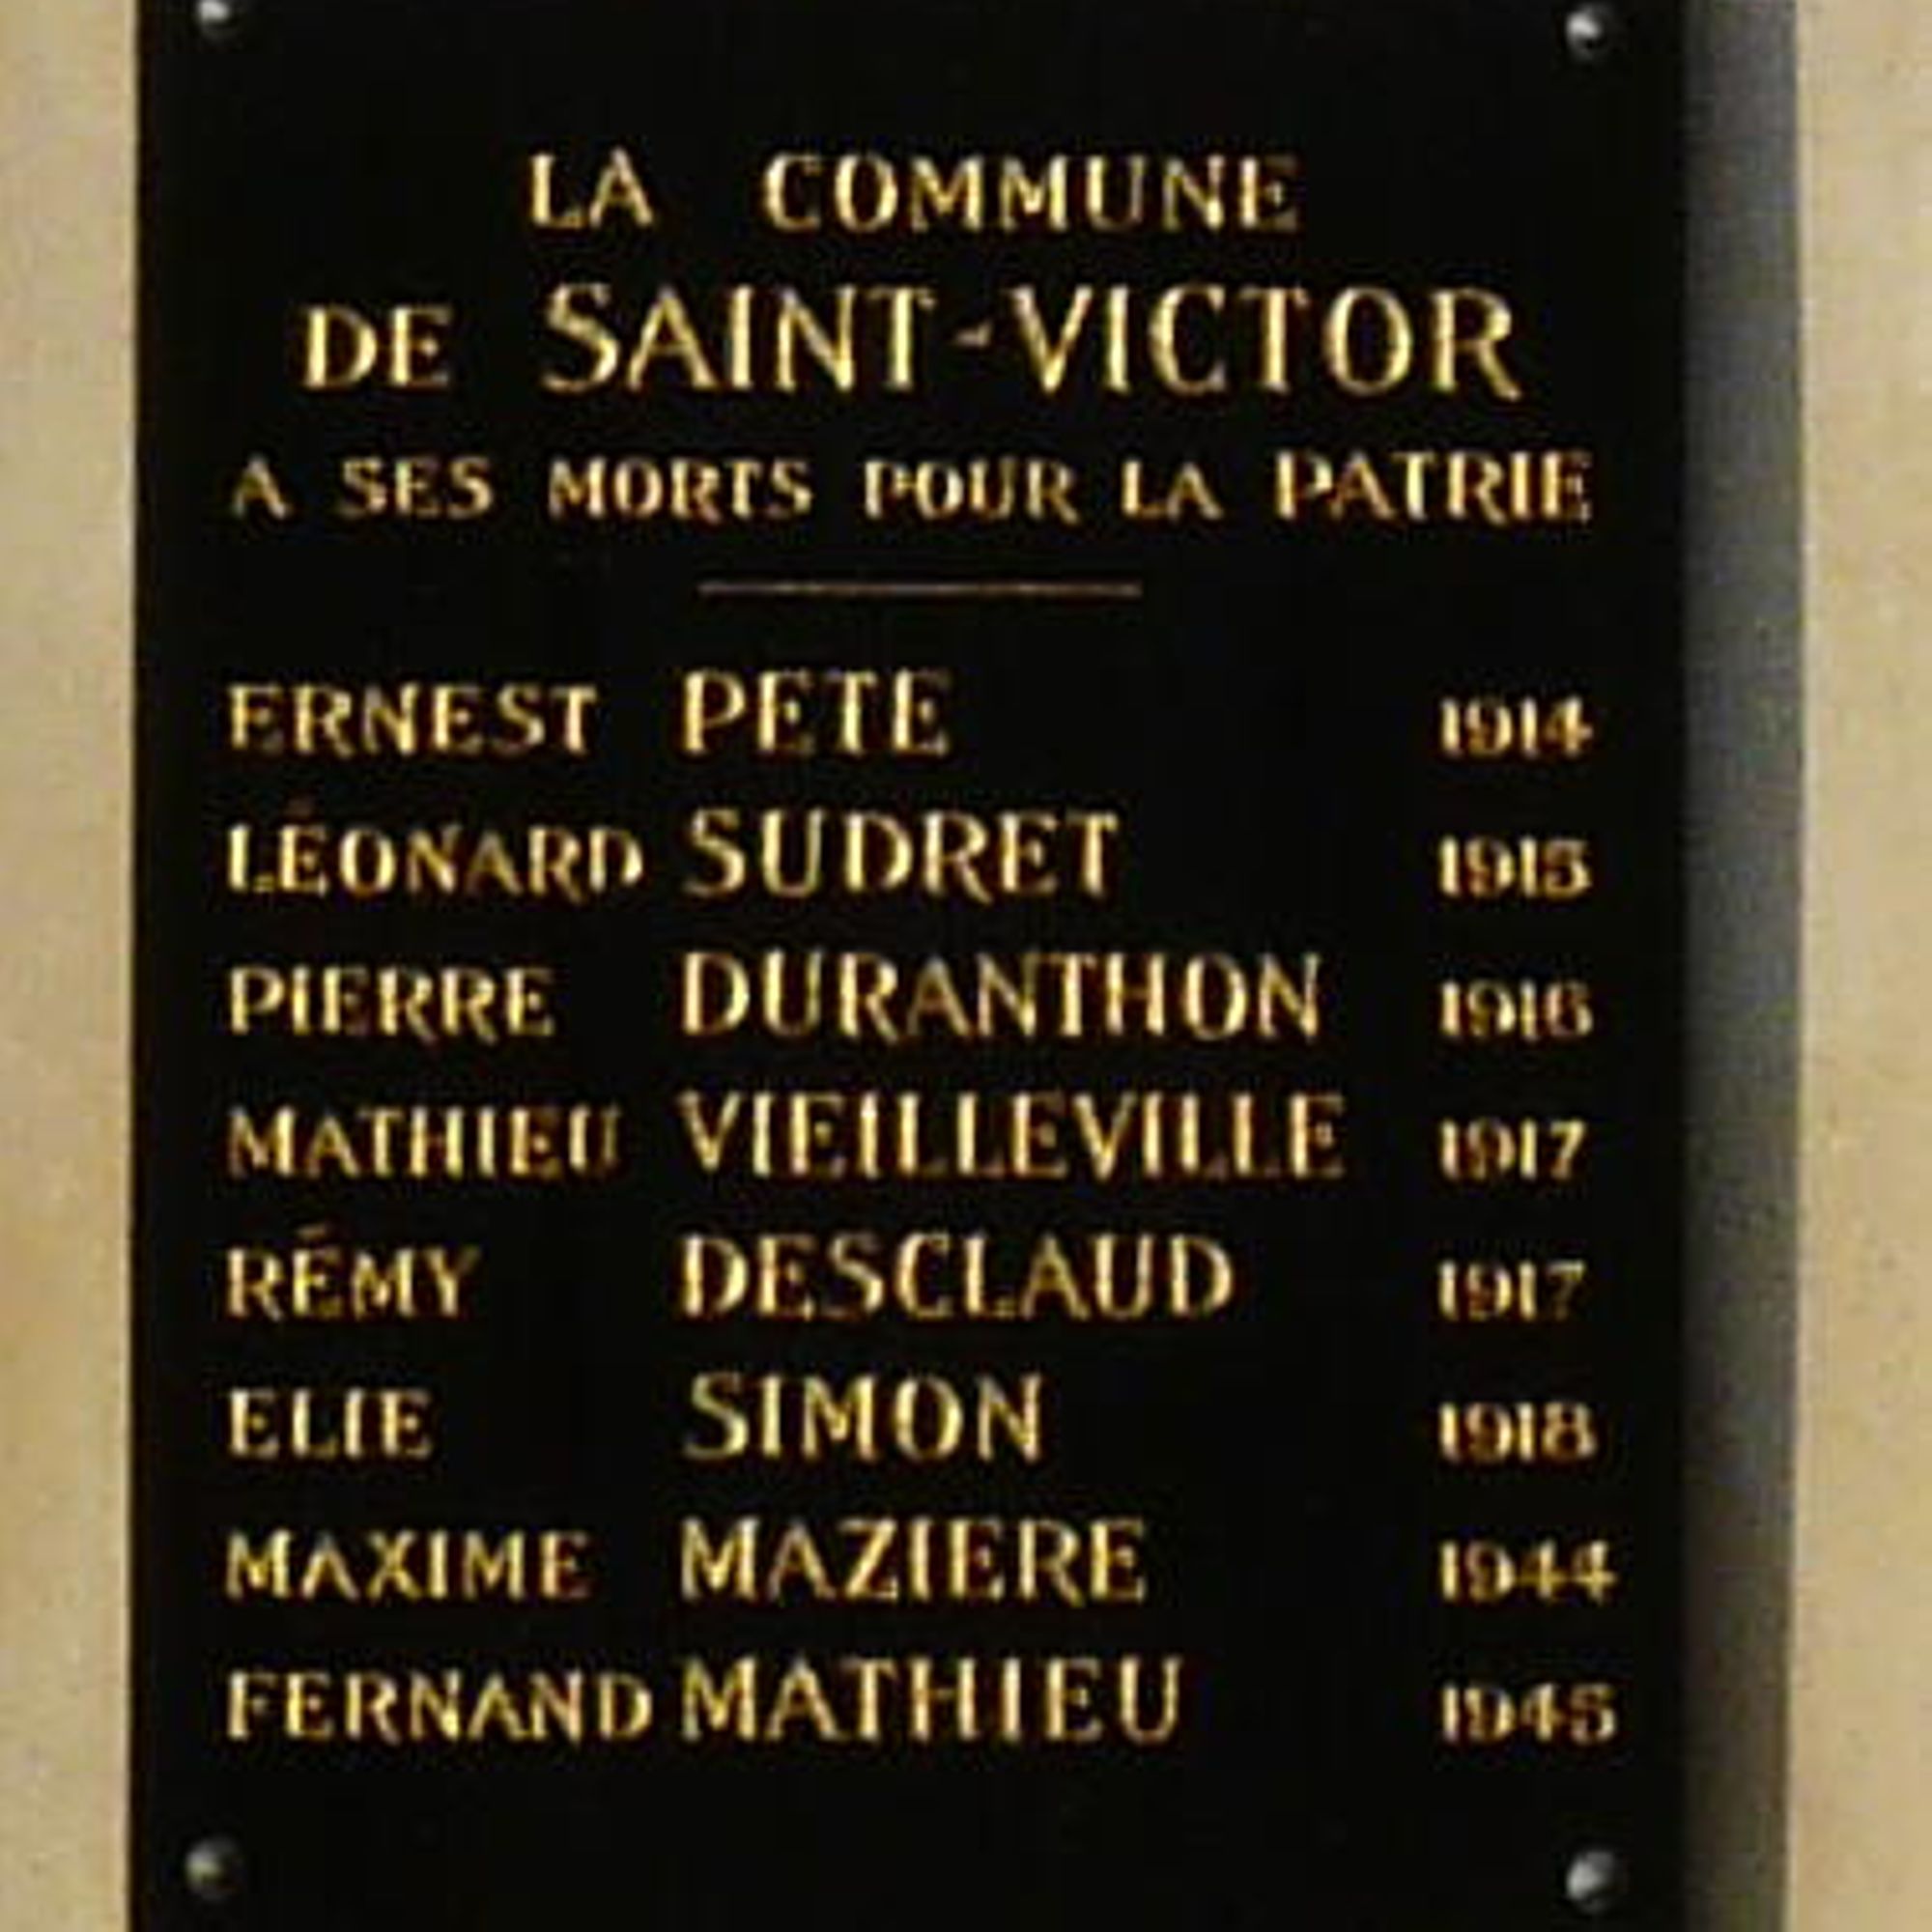 LA COMMUNE
DE SAINT-VICTOR
A SES MORTS POUR LA PATRIE
ERNEST PETE 1914
LÉONARD SUDRET 1915
PIERRE DURANTHON 1916
MATHIEU VIEILLEVILLE 1917
RÉMY DESCLAUD 1917
ELIE SIMON 1918
MAXIME MAZIERE 1944
FERNAND MATHIEU 1945